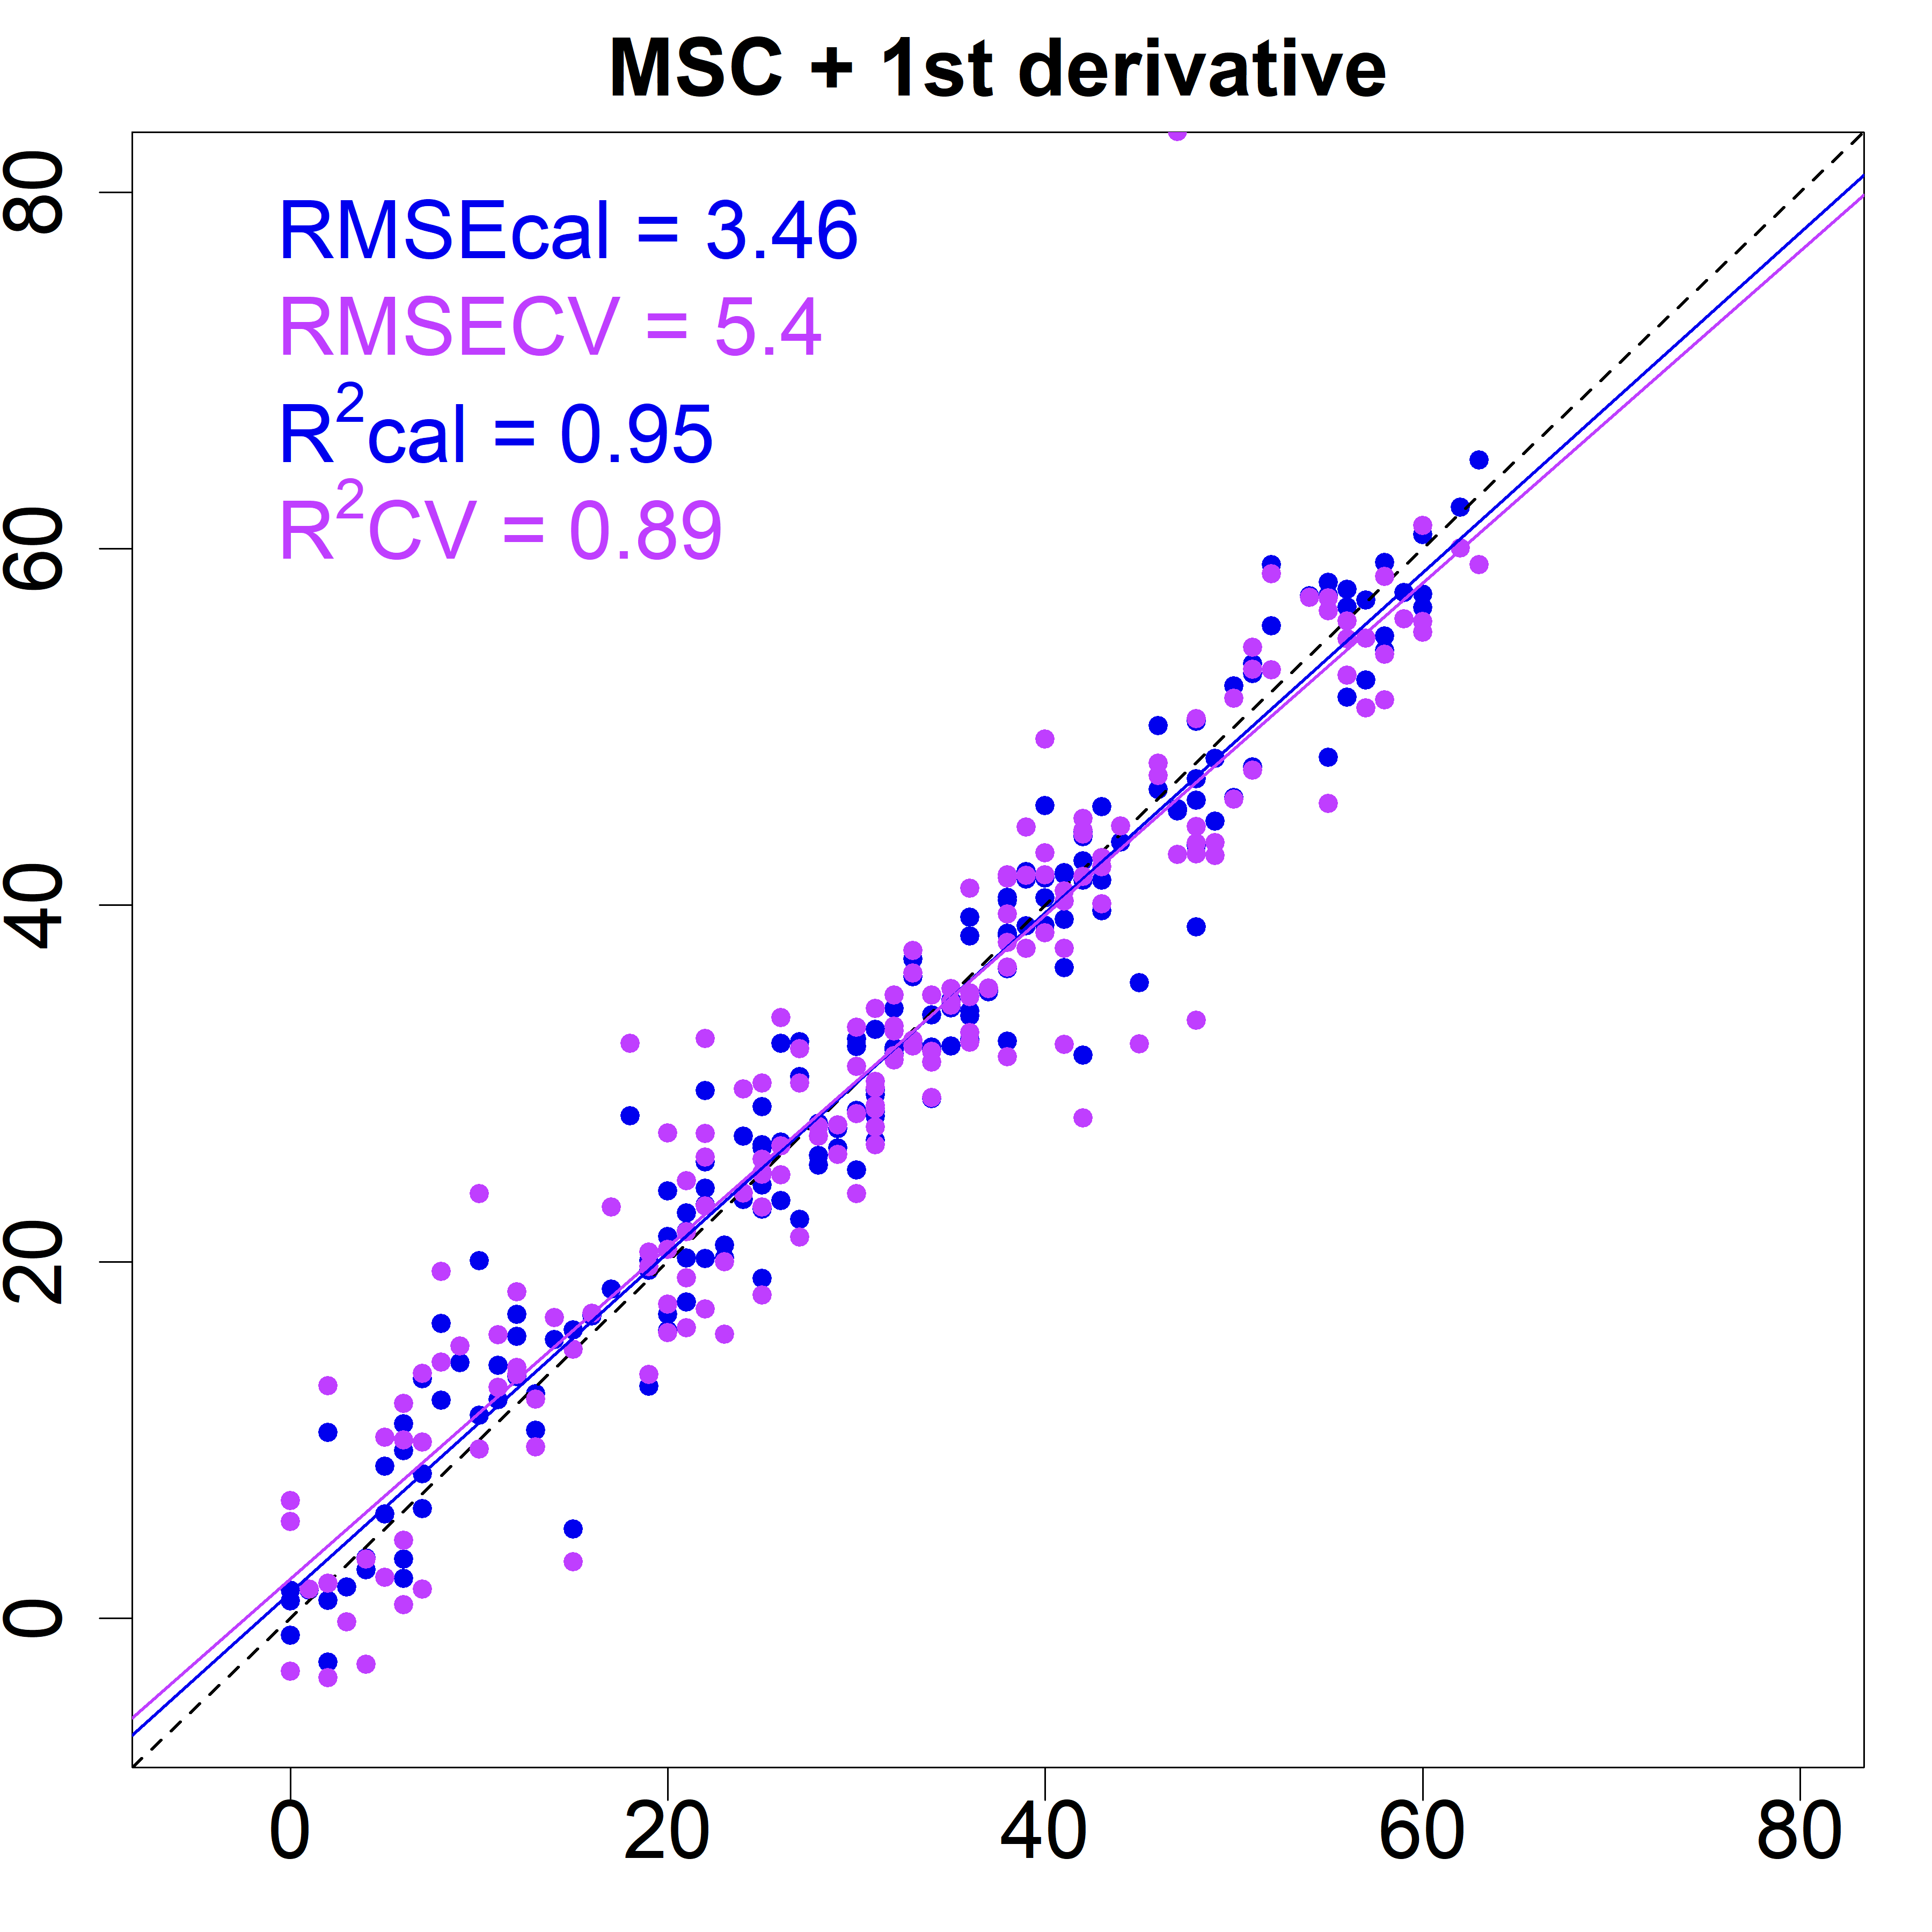 MSC + 1st derivative
80
RMSEcal = 3.46
RMSECV = 5.4
R²cal = 0.95
R²CV = 0.89
60
40
20
0
0 20 40 60 80